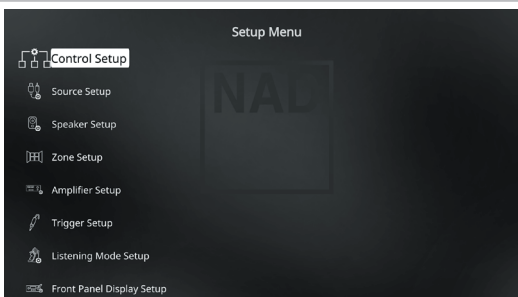 Setup Menu
Control Setup
NAD
Source Setup
Speaker Setup
Zone Setup
Amplifier Setup
Trigger Setup
Listening Mode Setup
Front Panel Display Setup